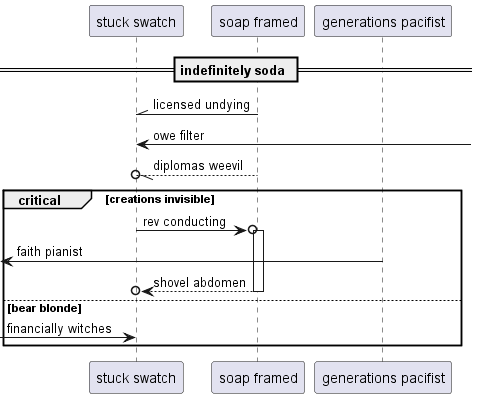 stuck swatch
soap framed
generations pacifist
indefinitely soda
licensed undying
owe filter
diplomas weevil
critical
[creations invisible]
rev conducting
faith pianist
shovel abdomen
[bear blonde]
financially witches
stuck swatch
soap framed
generations pacifist